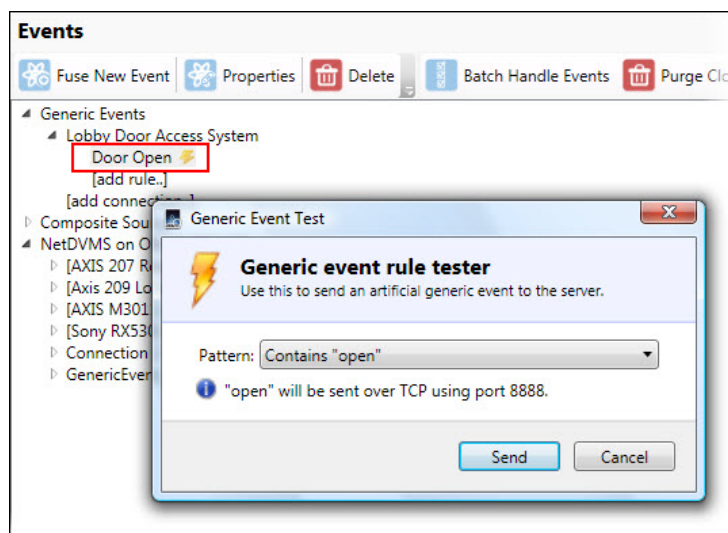 Events
Fuse New Event Properties Delete Batch Handle Events Purge
Generic Events
Lobby Door Access System
Door Open
[add rule..]
[add
Composite
NetDVMS on
[AXIS 207
[Axis 209
[AXIS
[Sony
Connection
Generic Event Test
Generic event rule tester
Use this to send an artificial generic event to the server.
Pattern: Contains "open"
"open" will be sent over TCP using port 8888.
Send Cancel